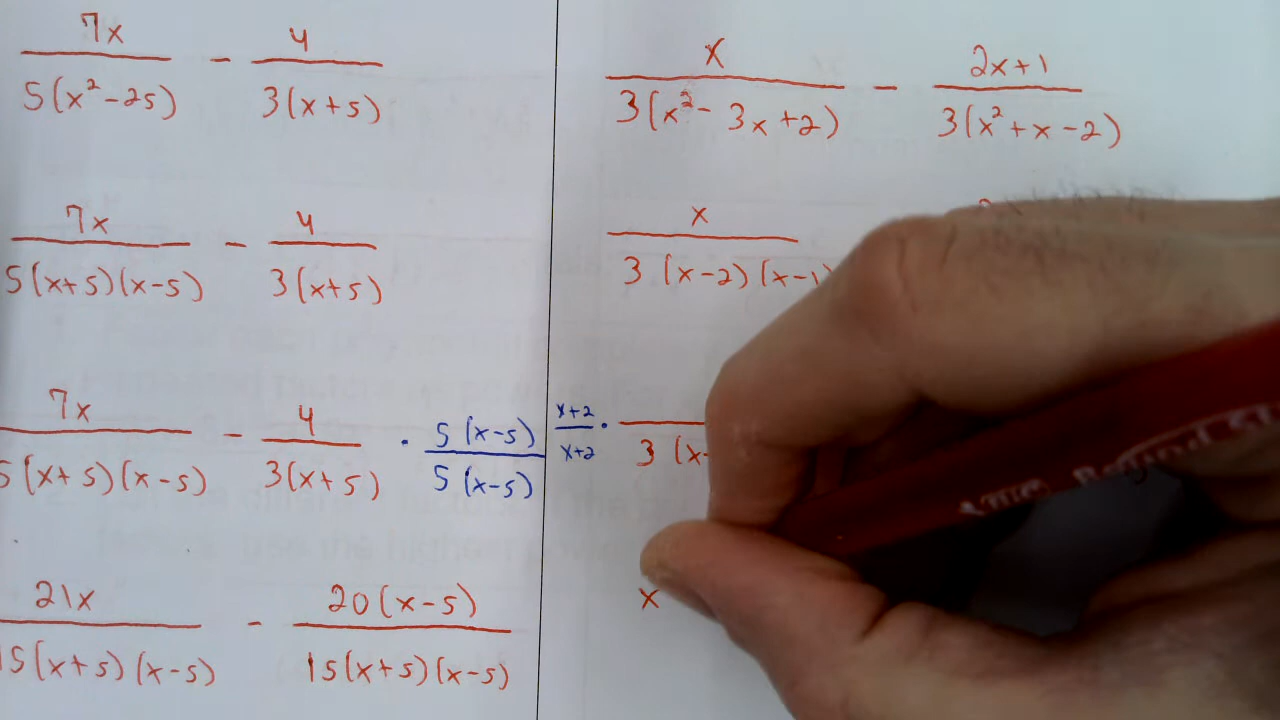 7x / 5(x² - 25) - 4 / 3(x+5)
7x / 5(x+5)(x-5) - 4 / 3(x+5)
7x / 5(x+5)(x-5) - 4 / 3(x+5) · 5(x-5) / 5(x-5)
21x / 15(x+5)(x-5) - 20(x-5) / 15(x+5)(x-5)
x / 3(x² - 3x + 2) - 2x+1 / 3(x² + x - 2)
x / 3(x-2)(x-1)
x+2 / x+2 · 3(x-
x